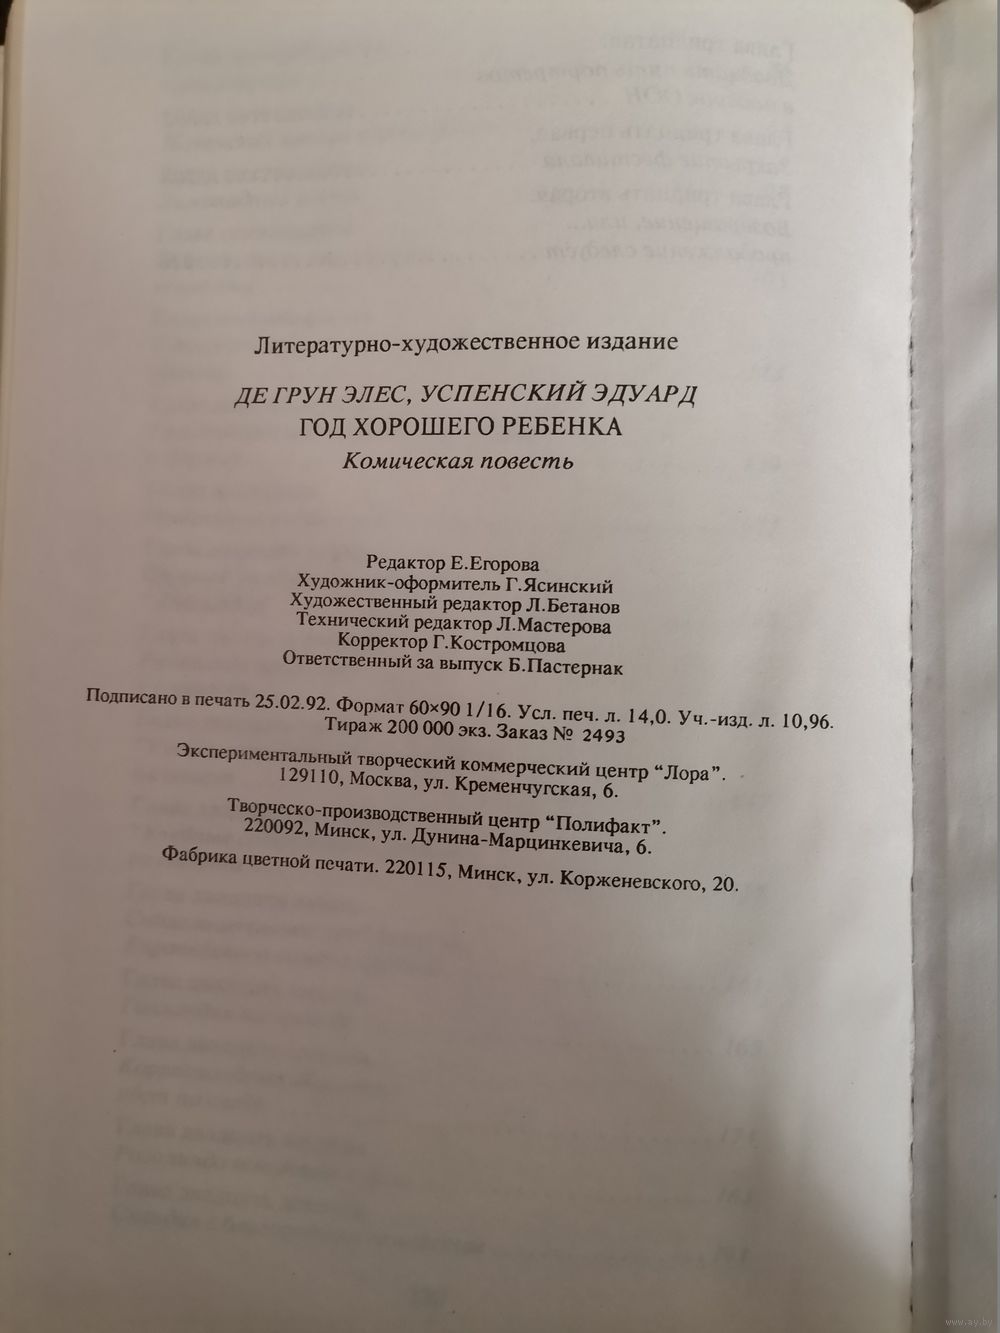 Литературно-художественное издание
ДЕ ГРУН ЭЛЕС, УСПЕНСКИЙ ЭДУАРД
ГОД ХОРОШЕГО РЕБЕНКА
Комическая повесть
Редактор Е.Егорова
Художник-оформитель Г.Ясинский
Художественный редактор Л.Бетанов
Технический редактор Л.Мастерова
Корректор Г.Костромцова
Ответственный за выпуск Б.Пастернак
Подписано в печать 25.02.92. Формат 60×90 1/16. Усл. печ. л. 14,0. Уч.-изд. л. 10,96.
Тираж 200 000 экз. Заказ № 2493
Экспериментальный творческий коммерческий центр “Лора”.
129110, Москва, ул. Кременчугская, 6.
Творческо-производственный центр “Полифакт”.
220092, Минск, ул. Дунина-Марцинкевича, 6.
Фабрика цветной печати. 220115, Минск, ул. Корженевского, 20.
www.ay.by